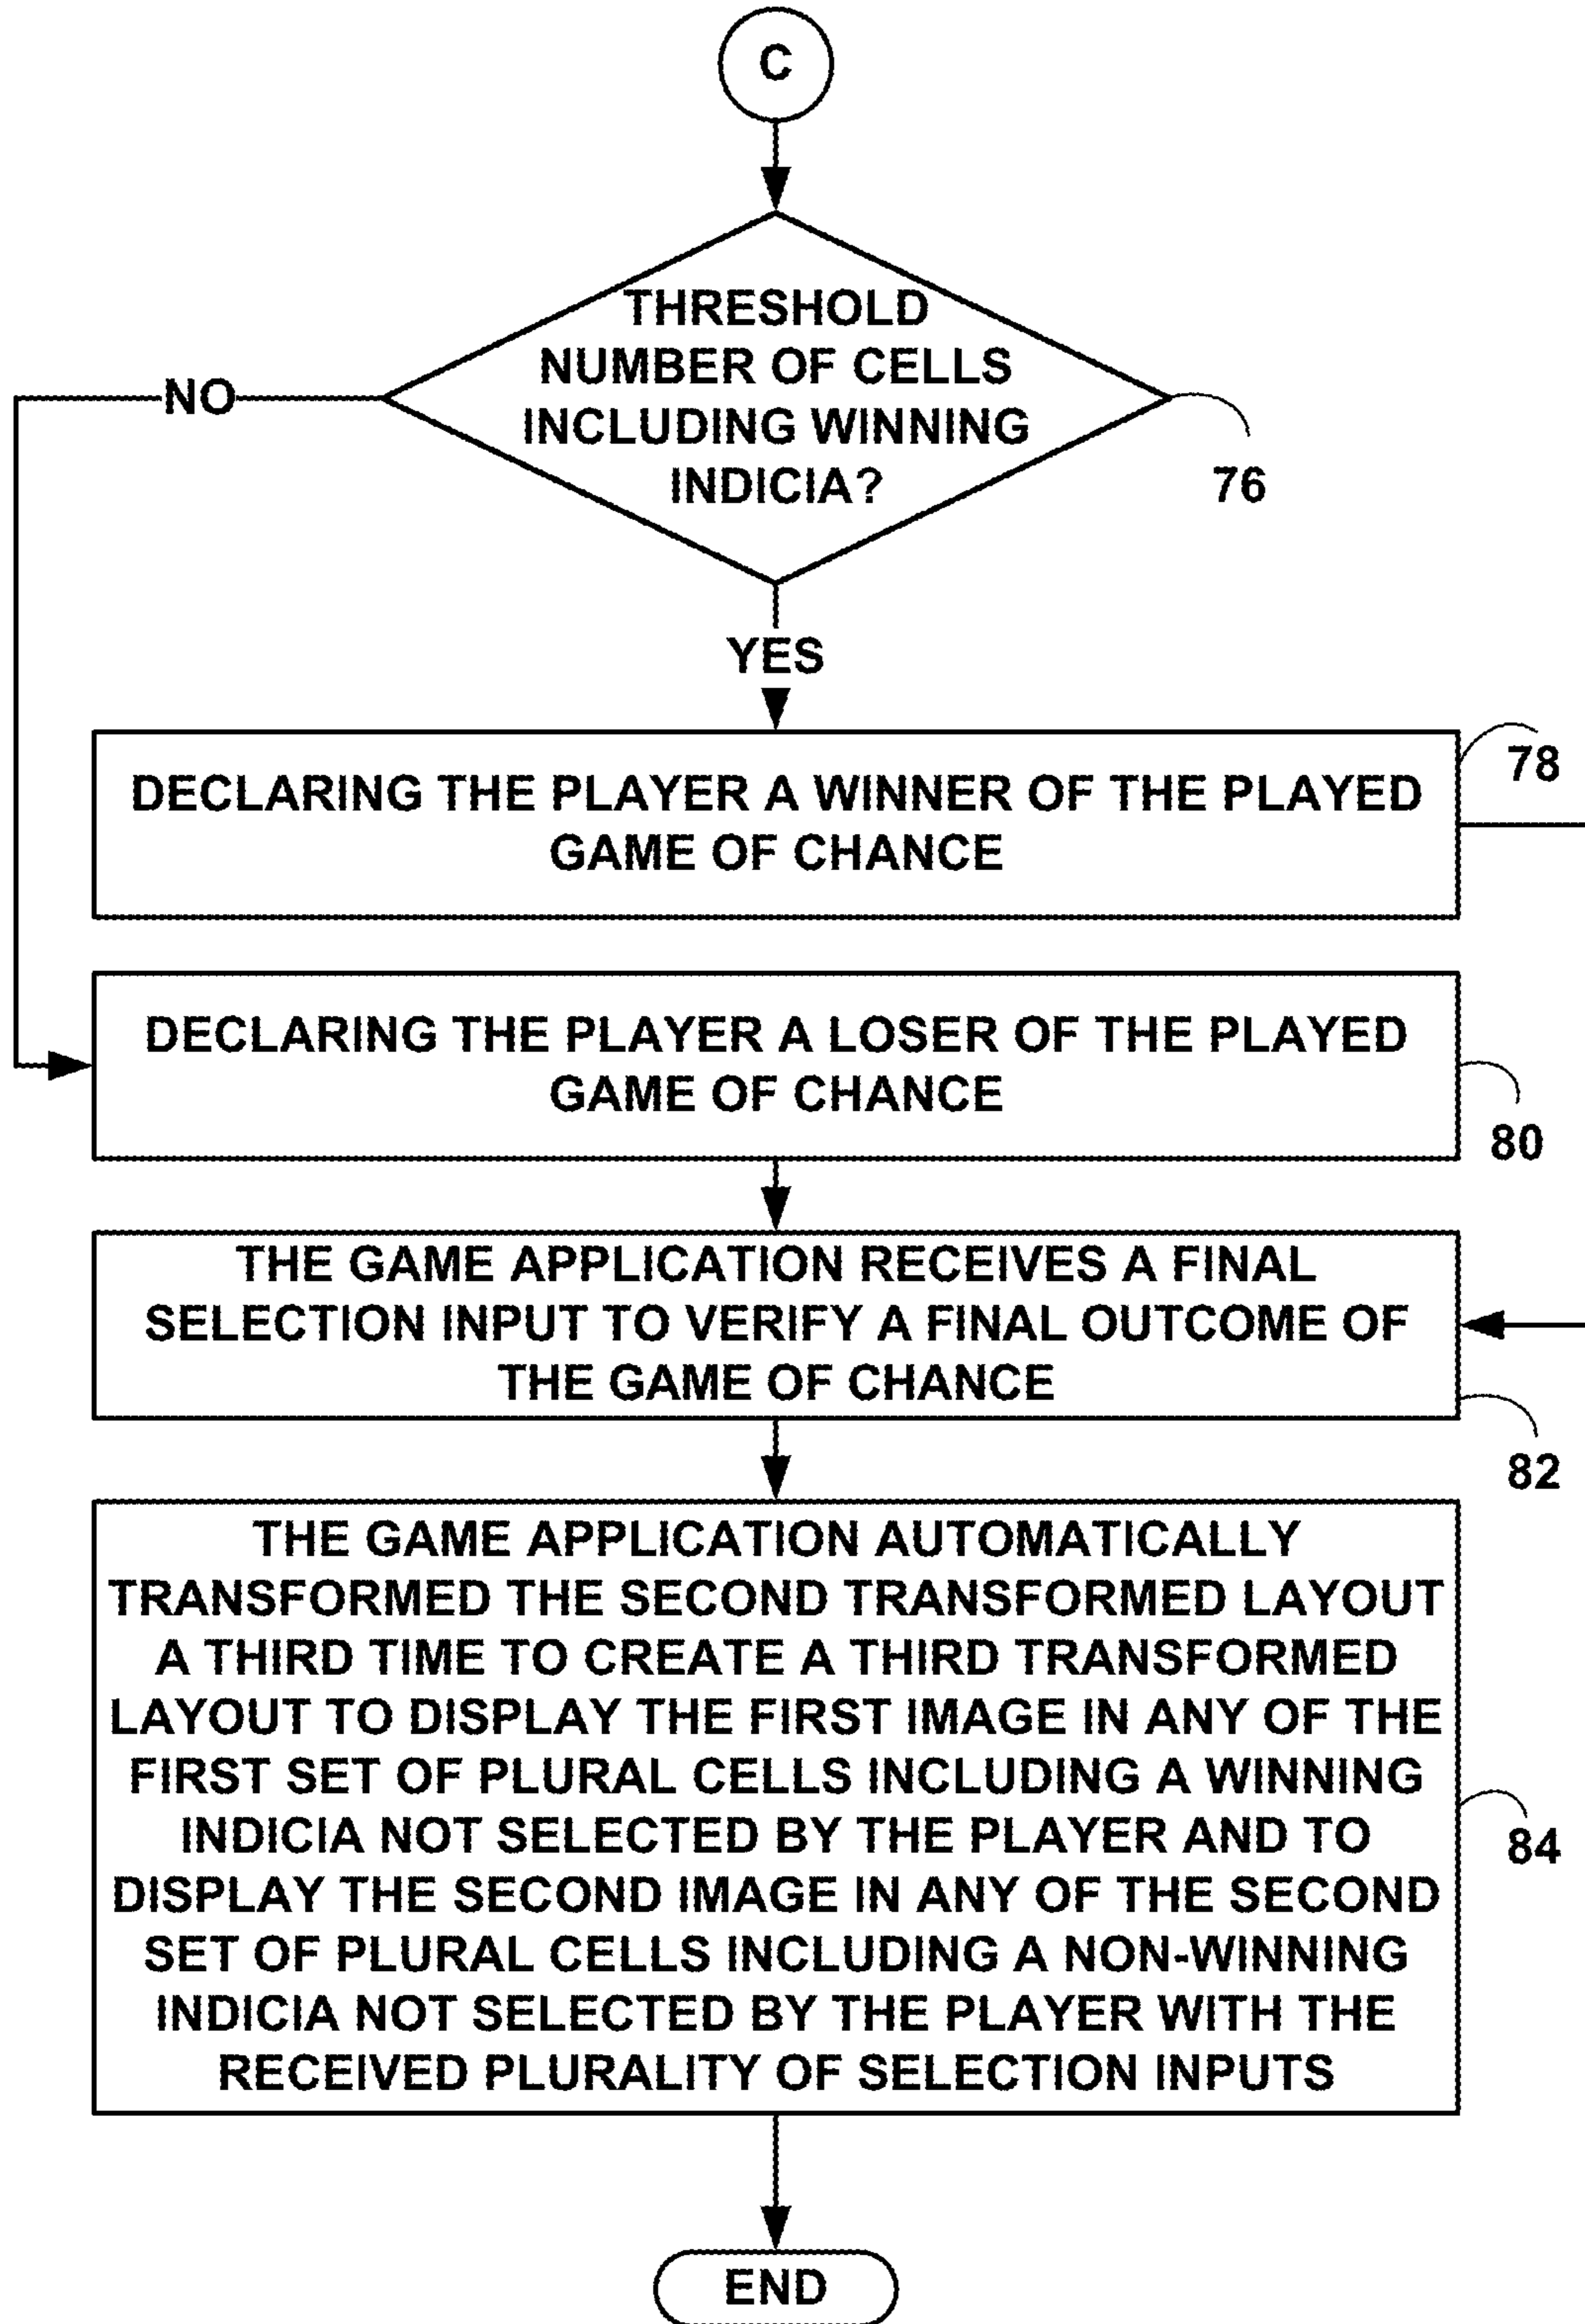 C
THRESHOLD
NUMBER OF CELLS
INCLUDING WINNING
INDICIA?
NO
76
YES
78
DECLARING THE PLAYER A WINNER OF THE PLAYED
GAME OF CHANCE
DECLARING THE PLAYER A LOSER OF THE PLAYED
GAME OF CHANCE
80
THE GAME APPLICATION RECEIVES A FINAL
SELECTION INPUT TO VERIFY A FINAL OUTCOME OF
THE GAME OF CHANCE
82
THE GAME APPLICATION AUTOMATICALLY
TRANSFORMED THE SECOND TRANSFORMED LAYOUT
A THIRD TIME TO CREATE A THIRD TRANSFORMED
LAYOUT TO DISPLAY THE FIRST IMAGE IN ANY OF THE
FIRST SET OF PLURAL CELLS INCLUDING A WINNING
INDICIA NOT SELECTED BY THE PLAYER AND TO
DISPLAY THE SECOND IMAGE IN ANY OF THE SECOND
SET OF PLURAL CELLS INCLUDING A NON-WINNING
INDICIA NOT SELECTED BY THE PLAYER WITH THE
RECEIVED PLURALITY OF SELECTION INPUTS
84
END